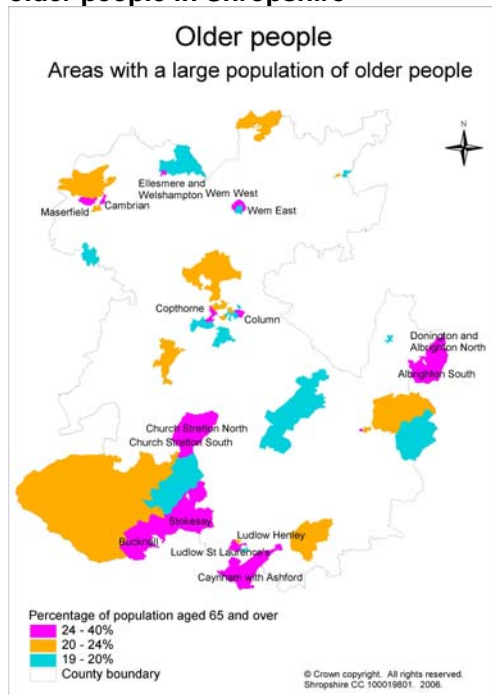 older people in Shropshire
Older people
Areas with a large population of older people
N
Ellesmere and
Welshampton
Wem West
Maserfield
Cambrian
Wem East
Copthorne
Column
Donington and
Albrighton North
Albrighton South
Church Stretton North
Church Stretton South
Stokesay
Bucknell
Ludlow Henley
Ludlow St Laurence's
Caynham with Ashford
Percentage of population aged 65 and over
24 - 40%
20 - 24%
19 - 20%
County boundary
© Crown copyright. All rights reserved.
Shropshire CC 100019801. 2006.